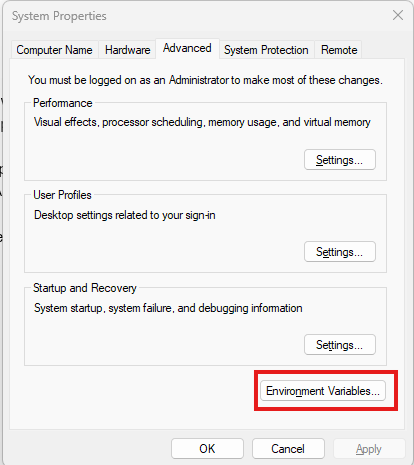 System Properties
Computer Name Hardware Advanced System Protection Remote
You must be logged on as an Administrator to make most of these changes.
Performance
Visual effects, processor scheduling, memory usage, and virtual memory
Settings...
User Profiles
Desktop settings related to your sign-in
Settings...
Startup and Recovery
System startup, system failure, and debugging information
Settings...
Environment Variables...
OK Cancel Apply